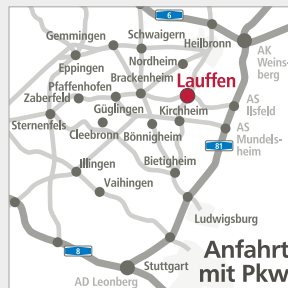 6
Gemmingen
Schwaigern
Heilbronn
AK
Weins-
berg
Nordheim
Eppingen
Brackenheim
Lauffen
Pfaffenhofen
Zaberfeld
Güglingen
Kirchheim
AS
Ilsfeld
Sternenfels
Cleebronn
Bönnigheim
AS
Mundels-
heim
81
Illingen
Bietigheim
Vaihingen
Ludwigsburg
8
Stuttgart
AD Leonberg
Anfahrt
mit Pkw